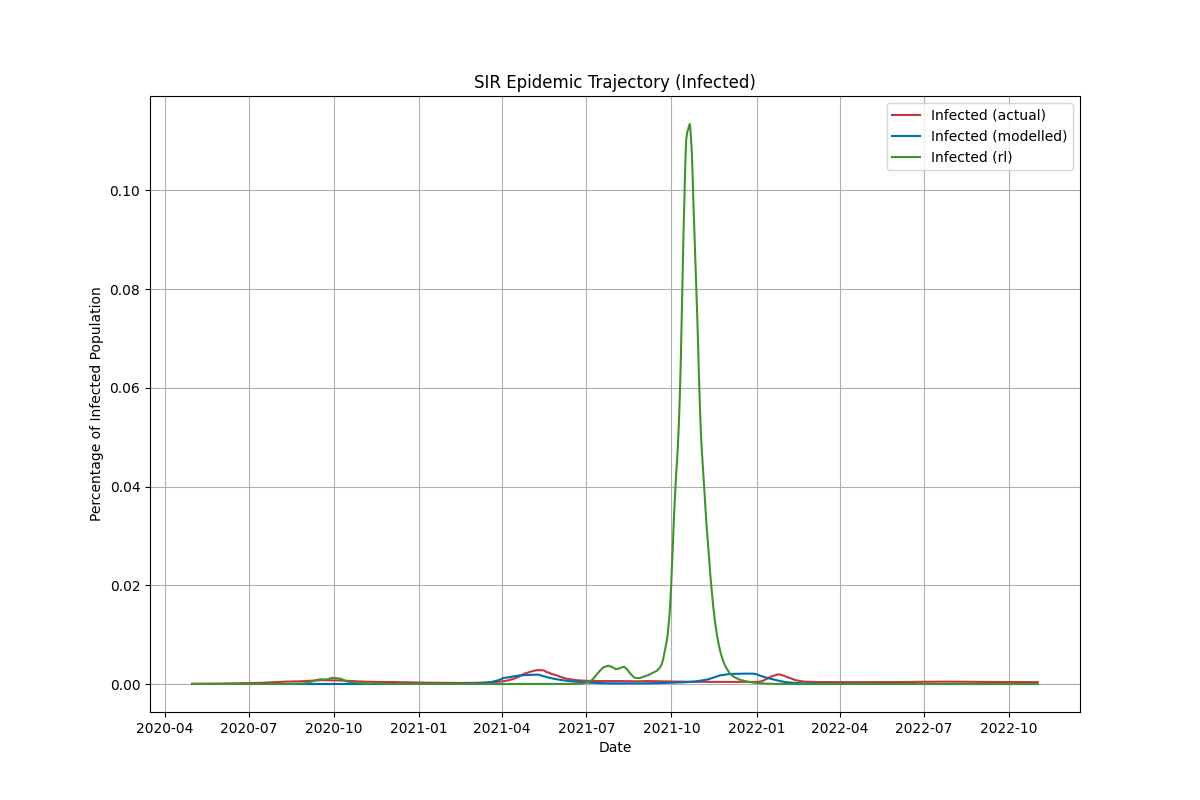 SIR Epidemic Trajectory (Infected)
Infected (actual)
Infected (modelled)
Infected (rl)
Percentage of Infected Population
0.10
0.08
0.06
0.04
0.02
0.00
2020-04 2020-07 2020-10 2021-01 2021-04 2021-07 2021-10 2022-01 2022-04 2022-07 2022-10
Date